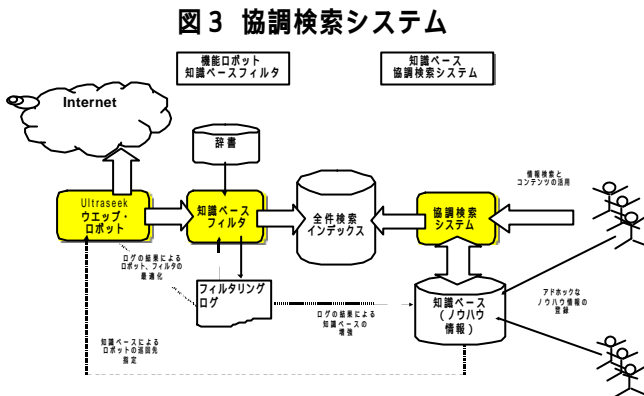 図３ 協調検索システム
機能ロボット
知識ベースフィルタ
知識ベース
協調検索システム
Internet
辞書
情報検索と
コンテンツの活用
Ultraseek
ウエッブ・
ロボット
知識ベース
フィルタ
全件検索
インデックス
協調検索
システム
ログの結果による
ロボット、フィルタの
最適化
フィルタリング
ログ
ログの結果による
知識ベースの
増強
知識ベース
（ノウハウ
情報）
アドホックな
ノウハウ情報の
登録
知識ベースによる
ロボットの巡回先
指定